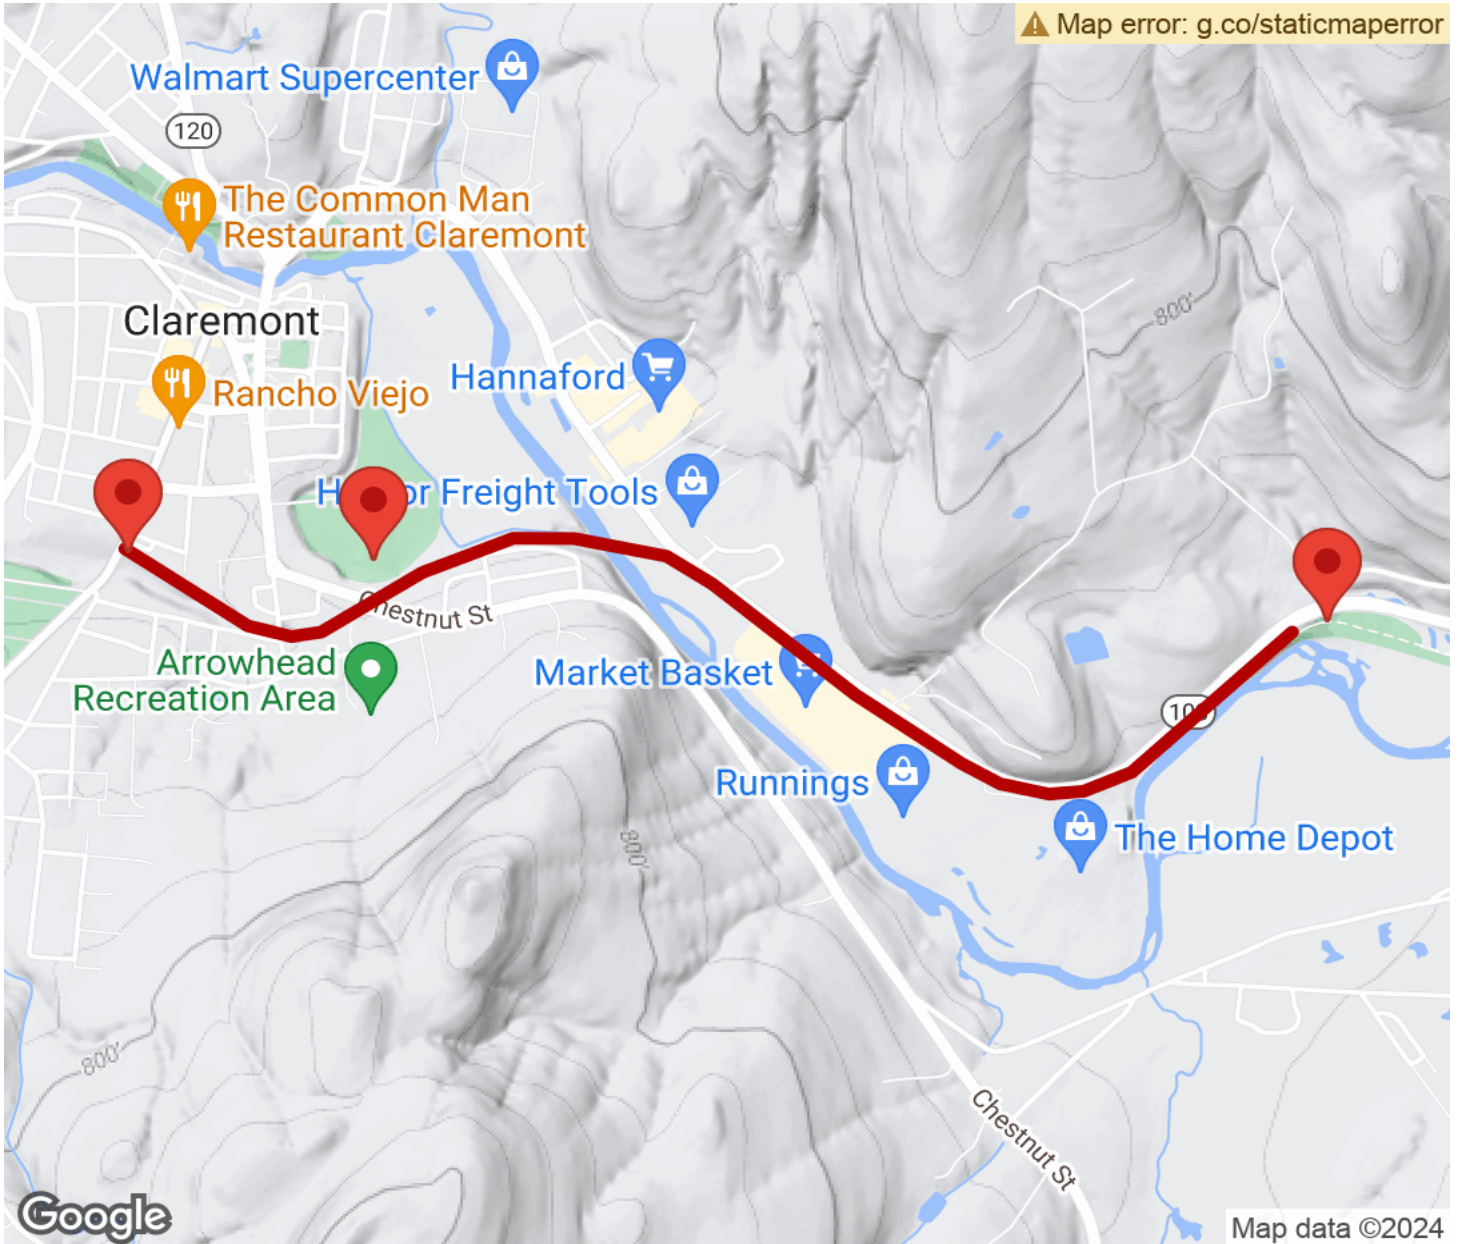 Map error: g.co/staticmaperror
Walmart Supercenter
120
The Common Man
Restaurant Claremont
Claremont
Hannaford
800'
Rancho Viejo
Freight Tools
Chestnut St
Arrowhead
Recreation Area
Market Basket
Runnings
The Home Depot
800'
800'
Chestnut St
Google
Map data ©2024